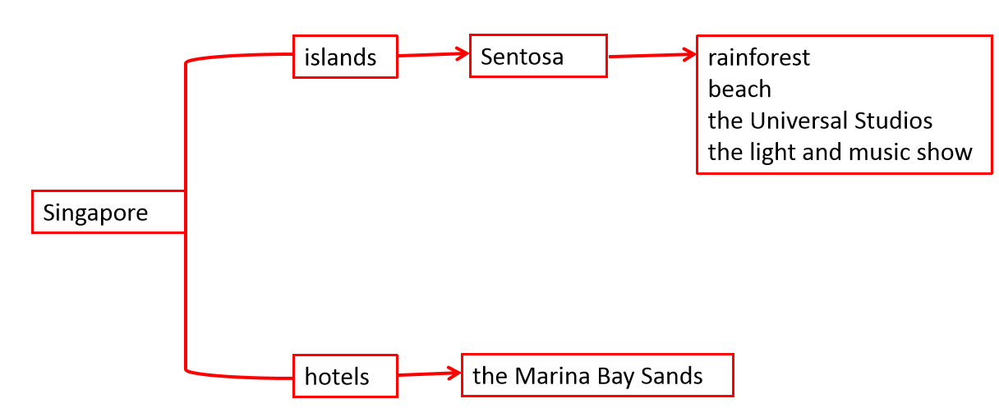 islands
Sentosa
rainforest
beach
the Universal Studios
the light and music show
Singapore
hotels
the Marina Bay Sands